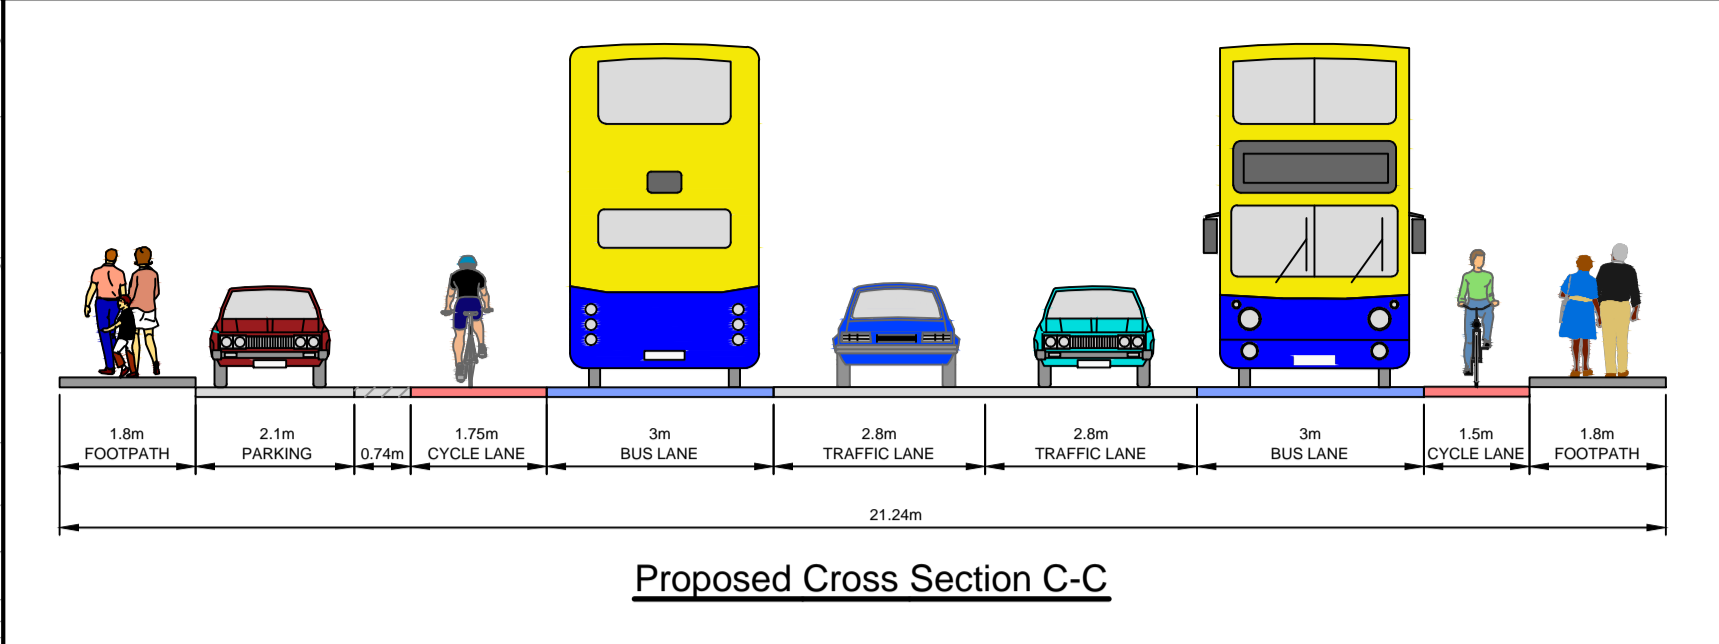 1.8m
FOOTPATH
2.1m
PARKING
0.74m
1.75m
CYCLE LANE
3m
BUS LANE
2.8m
TRAFFIC LANE
2.8m
TRAFFIC LANE
3m
BUS LANE
1.5m
CYCLE LANE
1.8m
FOOTPATH
21.24m
Proposed Cross Section C-C